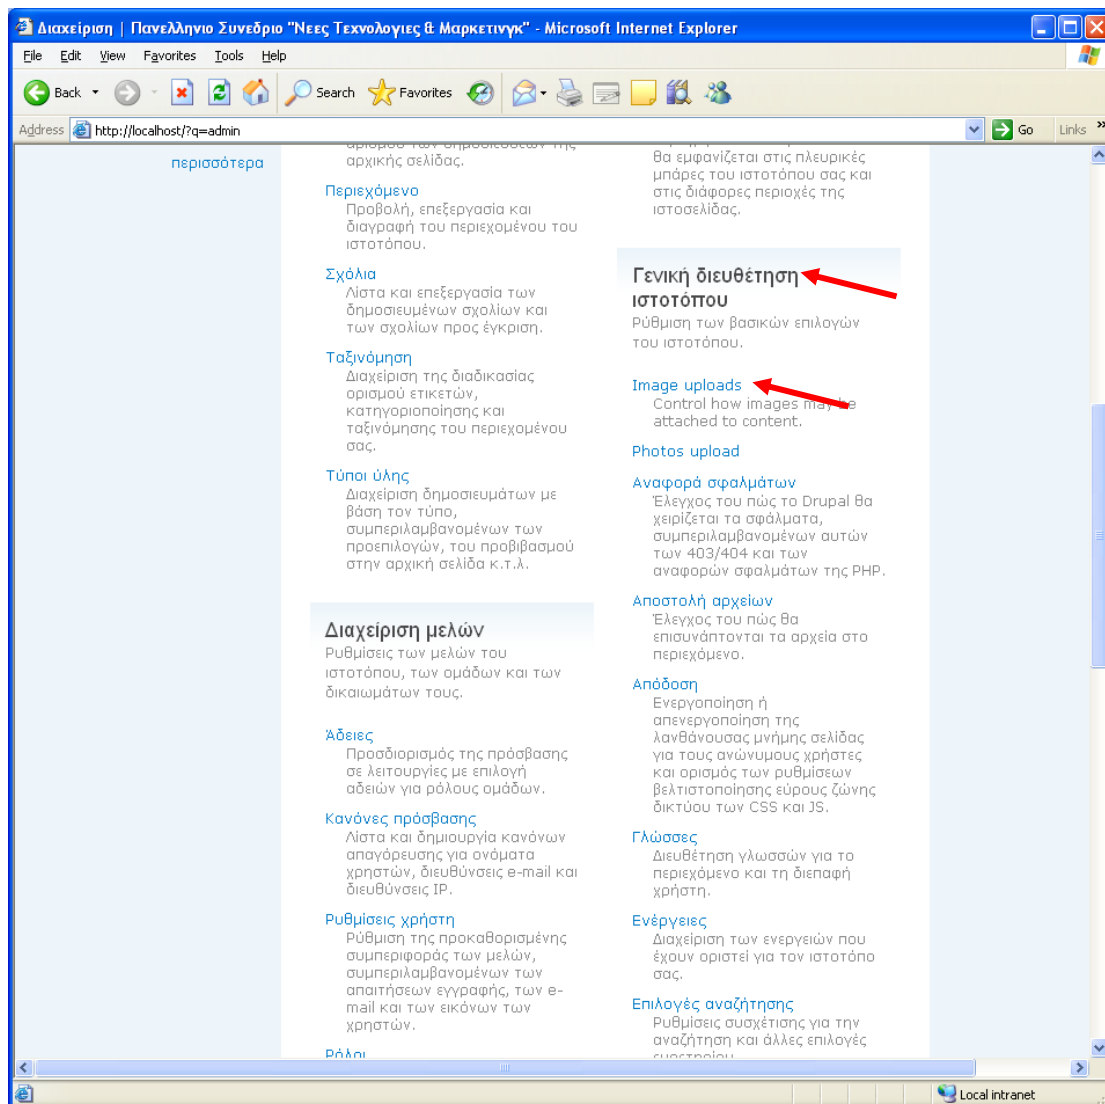 Διαχείριση | Πανελληνιο Συνεδριο "Νεες Τεχνολογιες & Μαρκετινγκ" - Microsoft Internet Explorer
File Edit View Favorites Tools Help
Back Search Favorites
Address http://localhost/?q=admin Go Links »
περισσότερα
αρχικής σελίδας.
Περιεχόμενο
Προβολή, επεξεργασία και
διαγραφή του περιεχομένου του
ιστοτόπου.
Σχόλια
Λίστα και επεξεργασία των
δημοσιευμένων σχολίων και
των σχολίων προς έγκριση.
Ταξινόμηση
Διαχείριση της διαδικασίας
ορισμού ετικετών,
κατηγοριοποίησης και
ταξινόμησης του περιεχομένου
σας.
Τύποι ύλης
Διαχείριση δημοσιευμάτων με
βάση τον τύπο,
συμπεριλαμβανομένων των
προεπιλογών, του προβιβασμού
στην αρχική σελίδα κ.τ.λ.
Διαχείριση μελών
Ρυθμίσεις των μελών του
ιστοτόπου, των ομάδων και των
δικαιωμάτων τους.
Άδειες
Προσδιορισμός της πρόσβασης
σε λειτουργίες με επιλογή
αδειών για ρόλους ομάδων.
Κανόνες πρόσβασης
Λίστα και δημιουργία κανόνων
απαγόρευσης για ονόματα
χρηστών, διευθύνσεις e-mail και
διευθύνσεις IP.
Ρυθμίσεις χρήστη
Ρύθμιση της προκαθορισμένης
συμπεριφοράς των μελών,
συμπεριλαμβανομένων των
απαιτήσεων εγγραφής, των e-
mail και των εικόνων των
χρηστών.
Ρόλοι
θα εμφανίζεται στις πλευρικές
μπάρες του ιστοτόπου σας και
στις διάφορες περιοχές της
ιστοσελίδας.
Γενική διευθέτηση
ιστοτόπου
Ρύθμιση των βασικών επιλογών
του ιστοτόπου.
Image uploads
Control how images may be
attached to content.
Photos upload
Αναφορά σφαλμάτων
Έλεγχος του πώς το Drupal θα
χειρίζεται τα σφάλματα,
συμπεριλαμβανομένων αυτών
των 403/404 και των
αναφορών σφαλμάτων της PHP.
Αποστολή αρχείων
Έλεγχος του πώς θα
επισυνάπτονται τα αρχεία στο
περιεχόμενο.
Απόδοση
Ενεργοποίηση ή
απενεργοποίηση της
λανθάνουσας μνήμης σελίδας
για τους ανώνυμους χρήστες
και ορισμός των ρυθμίσεων
βελτιστοποίησης εύρους ζώνης
δικτύου των CSS και JS.
Γλώσσες
Διευθέτηση γλωσσών για το
περιεχόμενο και τη διεπαφή
χρήστη.
Ενέργειες
Διαχείριση των ενεργειών που
έχουν οριστεί για τον ιστοτόπο
σας.
Επιλογές αναζήτησης
Ρυθμίσεις συσχέτισης για την
αναζήτηση και άλλες επιλογές
Local intranet